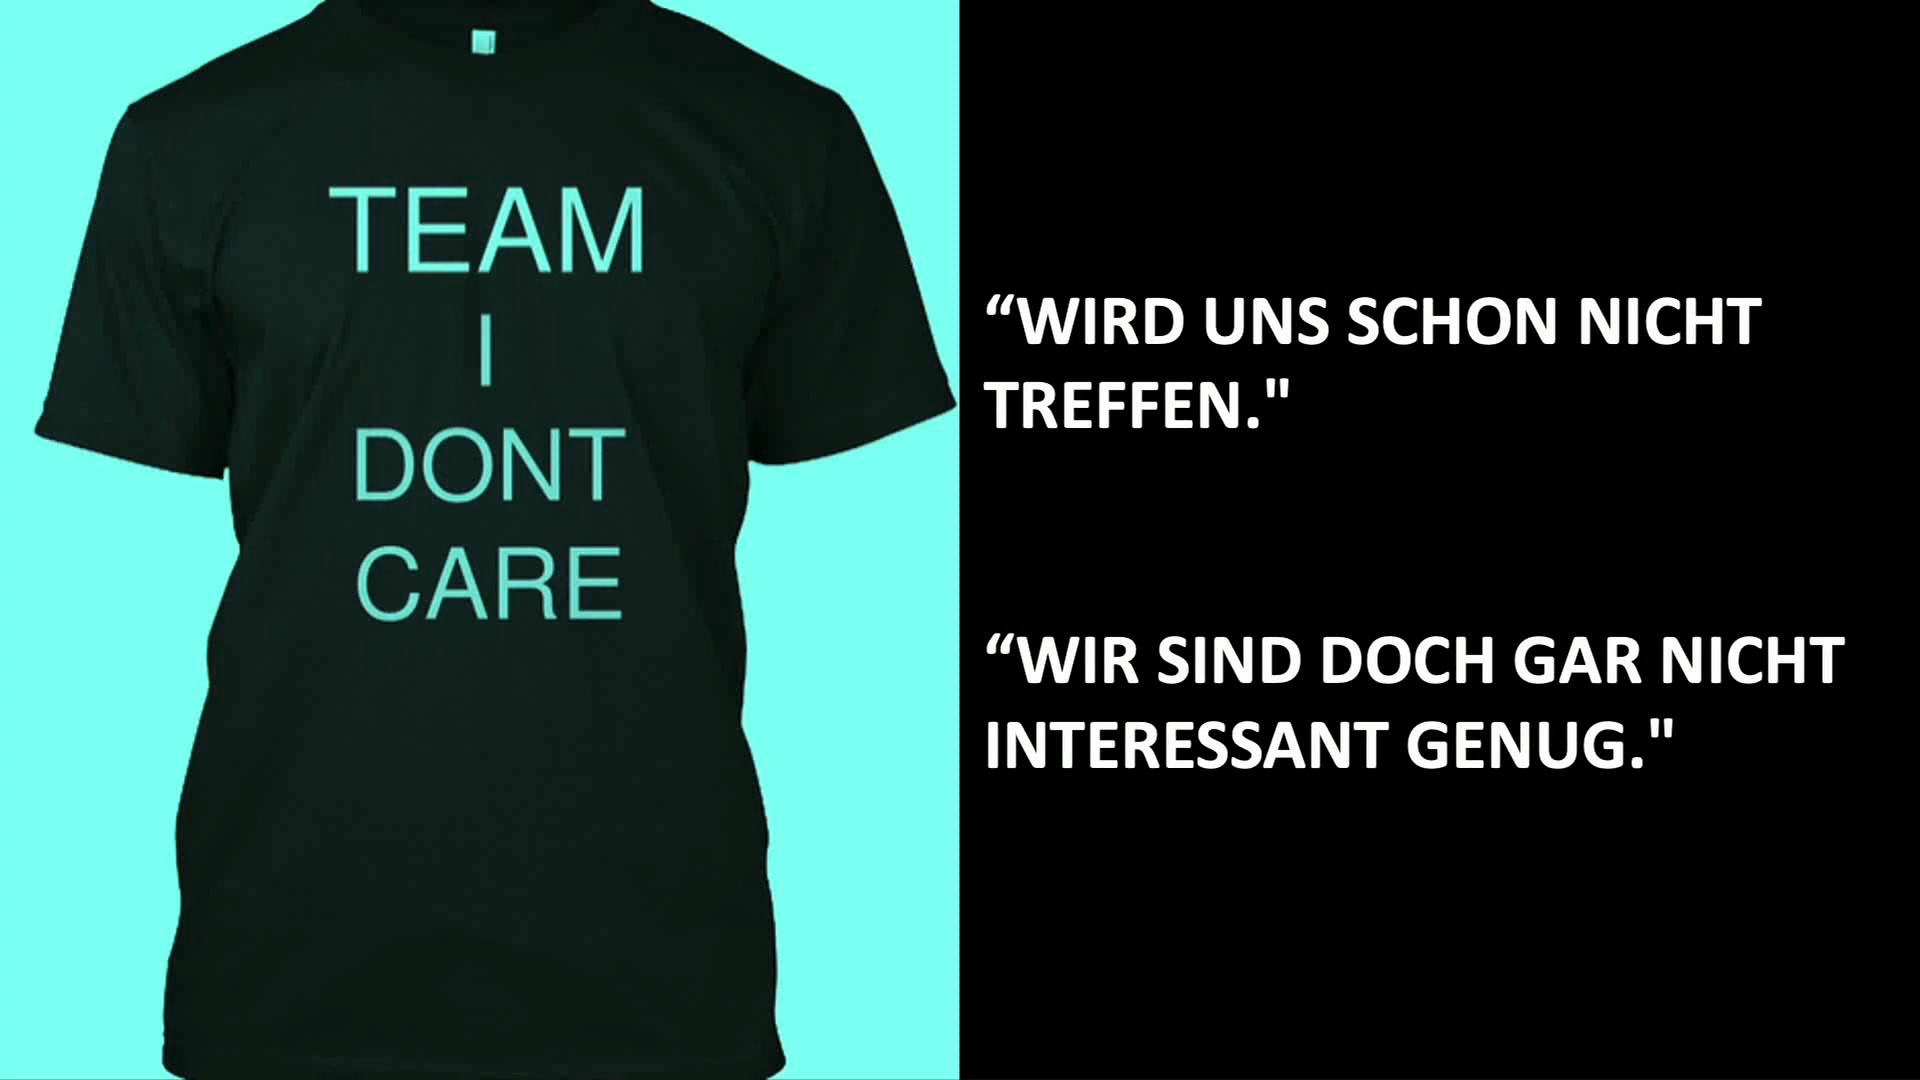 TEAM
I
DONT
CARE
“WIRD UNS SCHON NICHT
TREFFEN."
“WIR SIND DOCH GAR NICHT
INTERESSANT GENUG."